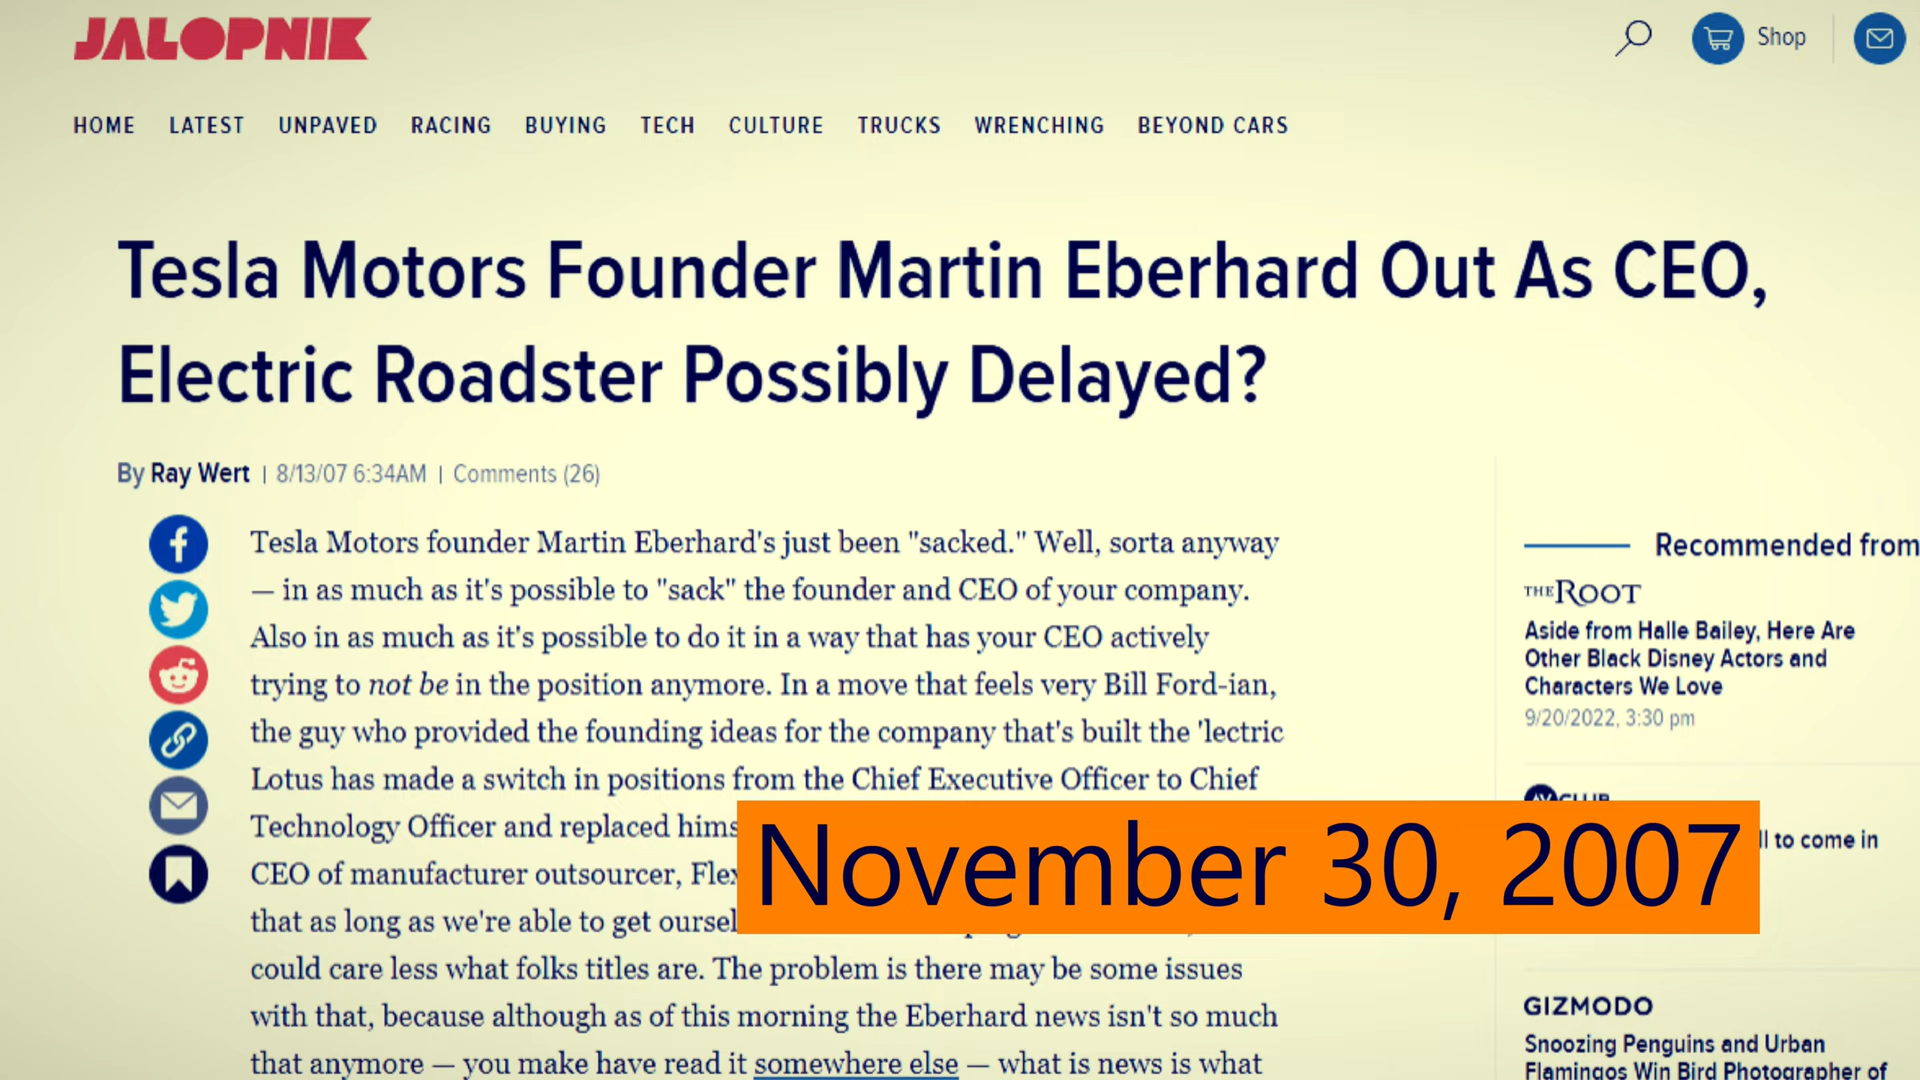 JALOPNIK
Shop
HOME LATEST UNPAVED RACING BUYING TECH CULTURE TRUCKS WRENCHING BEYOND CARS
Tesla Motors Founder Martin Eberhard Out As CEO,
Electric Roadster Possibly Delayed?
By Ray Wert | 8/13/07 6:34AM | Comments (26)
Tesla Motors founder Martin Eberhard's just been "sacked." Well, sorta anyway
— in as much as it's possible to "sack" the founder and CEO of your company.
Also in as much as it's possible to do it in a way that has your CEO actively
trying to not be in the position anymore. In a move that feels very Bill Ford-ian,
the guy who provided the founding ideas for the company that's built the 'lectric
Lotus has made a switch in positions from the Chief Executive Officer to Chief
Technology Officer and replaced
CEO of manufacturer outsourcer,
that as long as we're able to get
could care less what folks titles are. The problem is there may be some issues
with that, because although as of this morning the Eberhard news isn't so much
that anymore — you make have read it somewhere else — what is news is what
November 30, 2007
Recommended from
THE ROOT
Aside from Halle Bailey, Here Are
Other Black Disney Actors and
Characters We Love
9/20/2022, 3:30 pm
to come in
GIZMODO
Snoozing Penguins and Urban
Flamingos Win Bird Photographer of